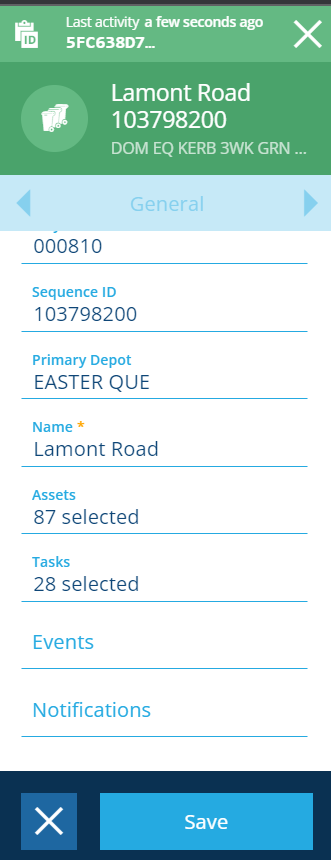 Last activity a few seconds ago
ID
5FC638D7...
Lamont Road
103798200
DOM EQ KERB 3WK GRN ...
General
000810
Sequence ID
103798200
Primary Depot
EASTER QUE
Name *
Lamont Road
Assets
87 selected
Tasks
28 selected
Events
Notifications
Save